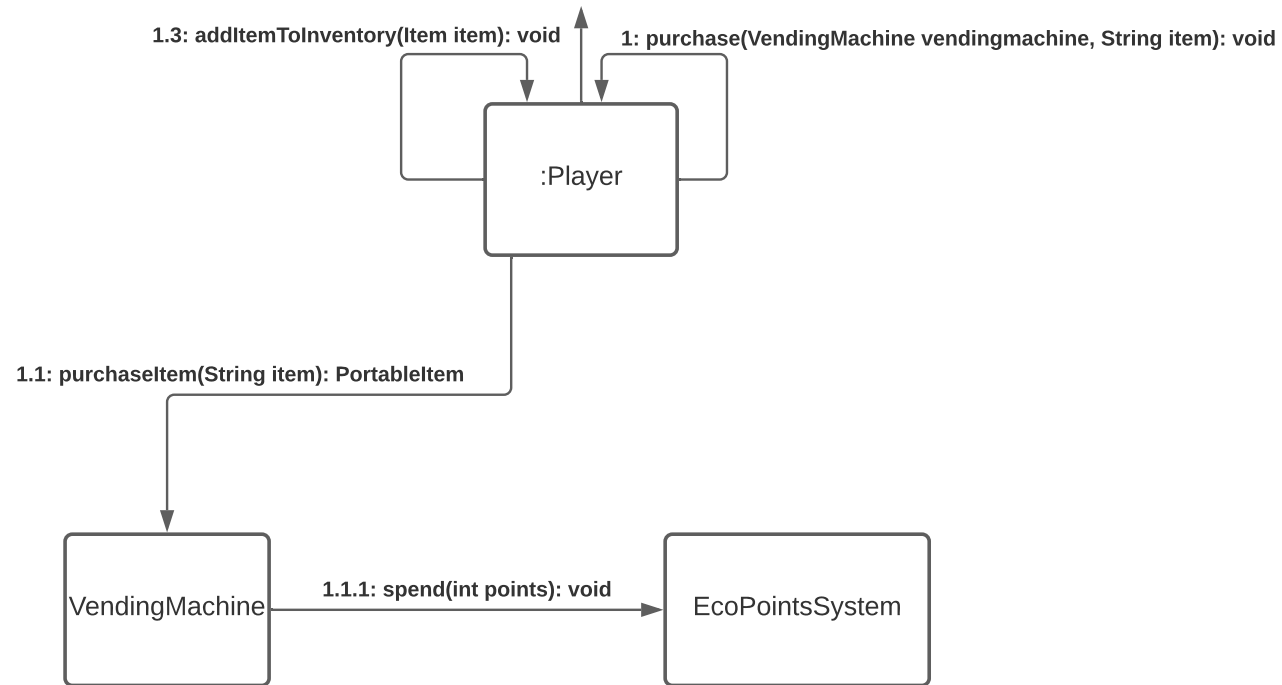 1.3: addItemToInventory(Item item): void
1: purchase(VendingMachine vendingmachine, String item): void
:Player
1.1: purchaseItem(String item): PortableItem
VendingMachine
1.1.1: spend(int points): void
EcoPointsSystem